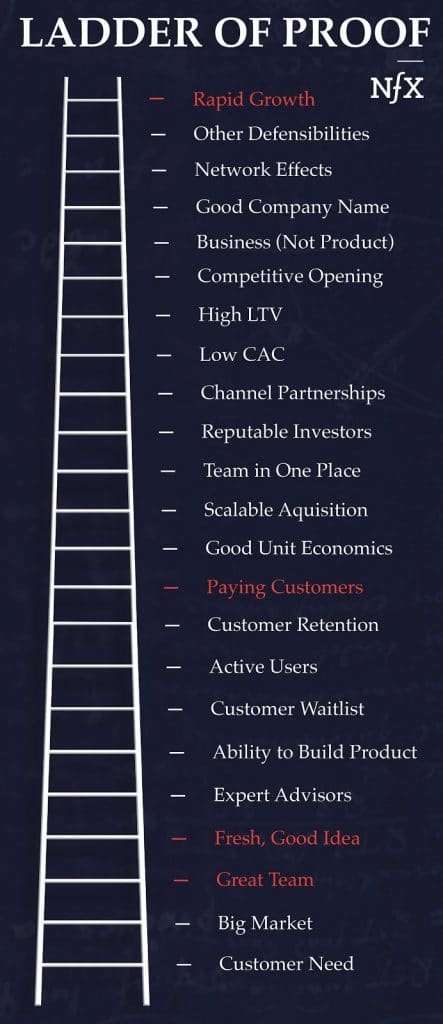 LADDER OF PROOF
NfX
— Rapid Growth
— Other Defensibilities
— Network Effects
— Good Company Name
— Business (Not Product)
— Competitive Opening
— High LTV
— Low CAC
— Channel Partnerships
— Reputable Investors
— Team in One Place
— Scalable Aquisition
— Good Unit Economics
— Paying Customers
— Customer Retention
— Active Users
— Customer Waitlist
— Ability to Build Product
— Expert Advisors
— Fresh, Good Idea
— Great Team
— Big Market
— Customer Need